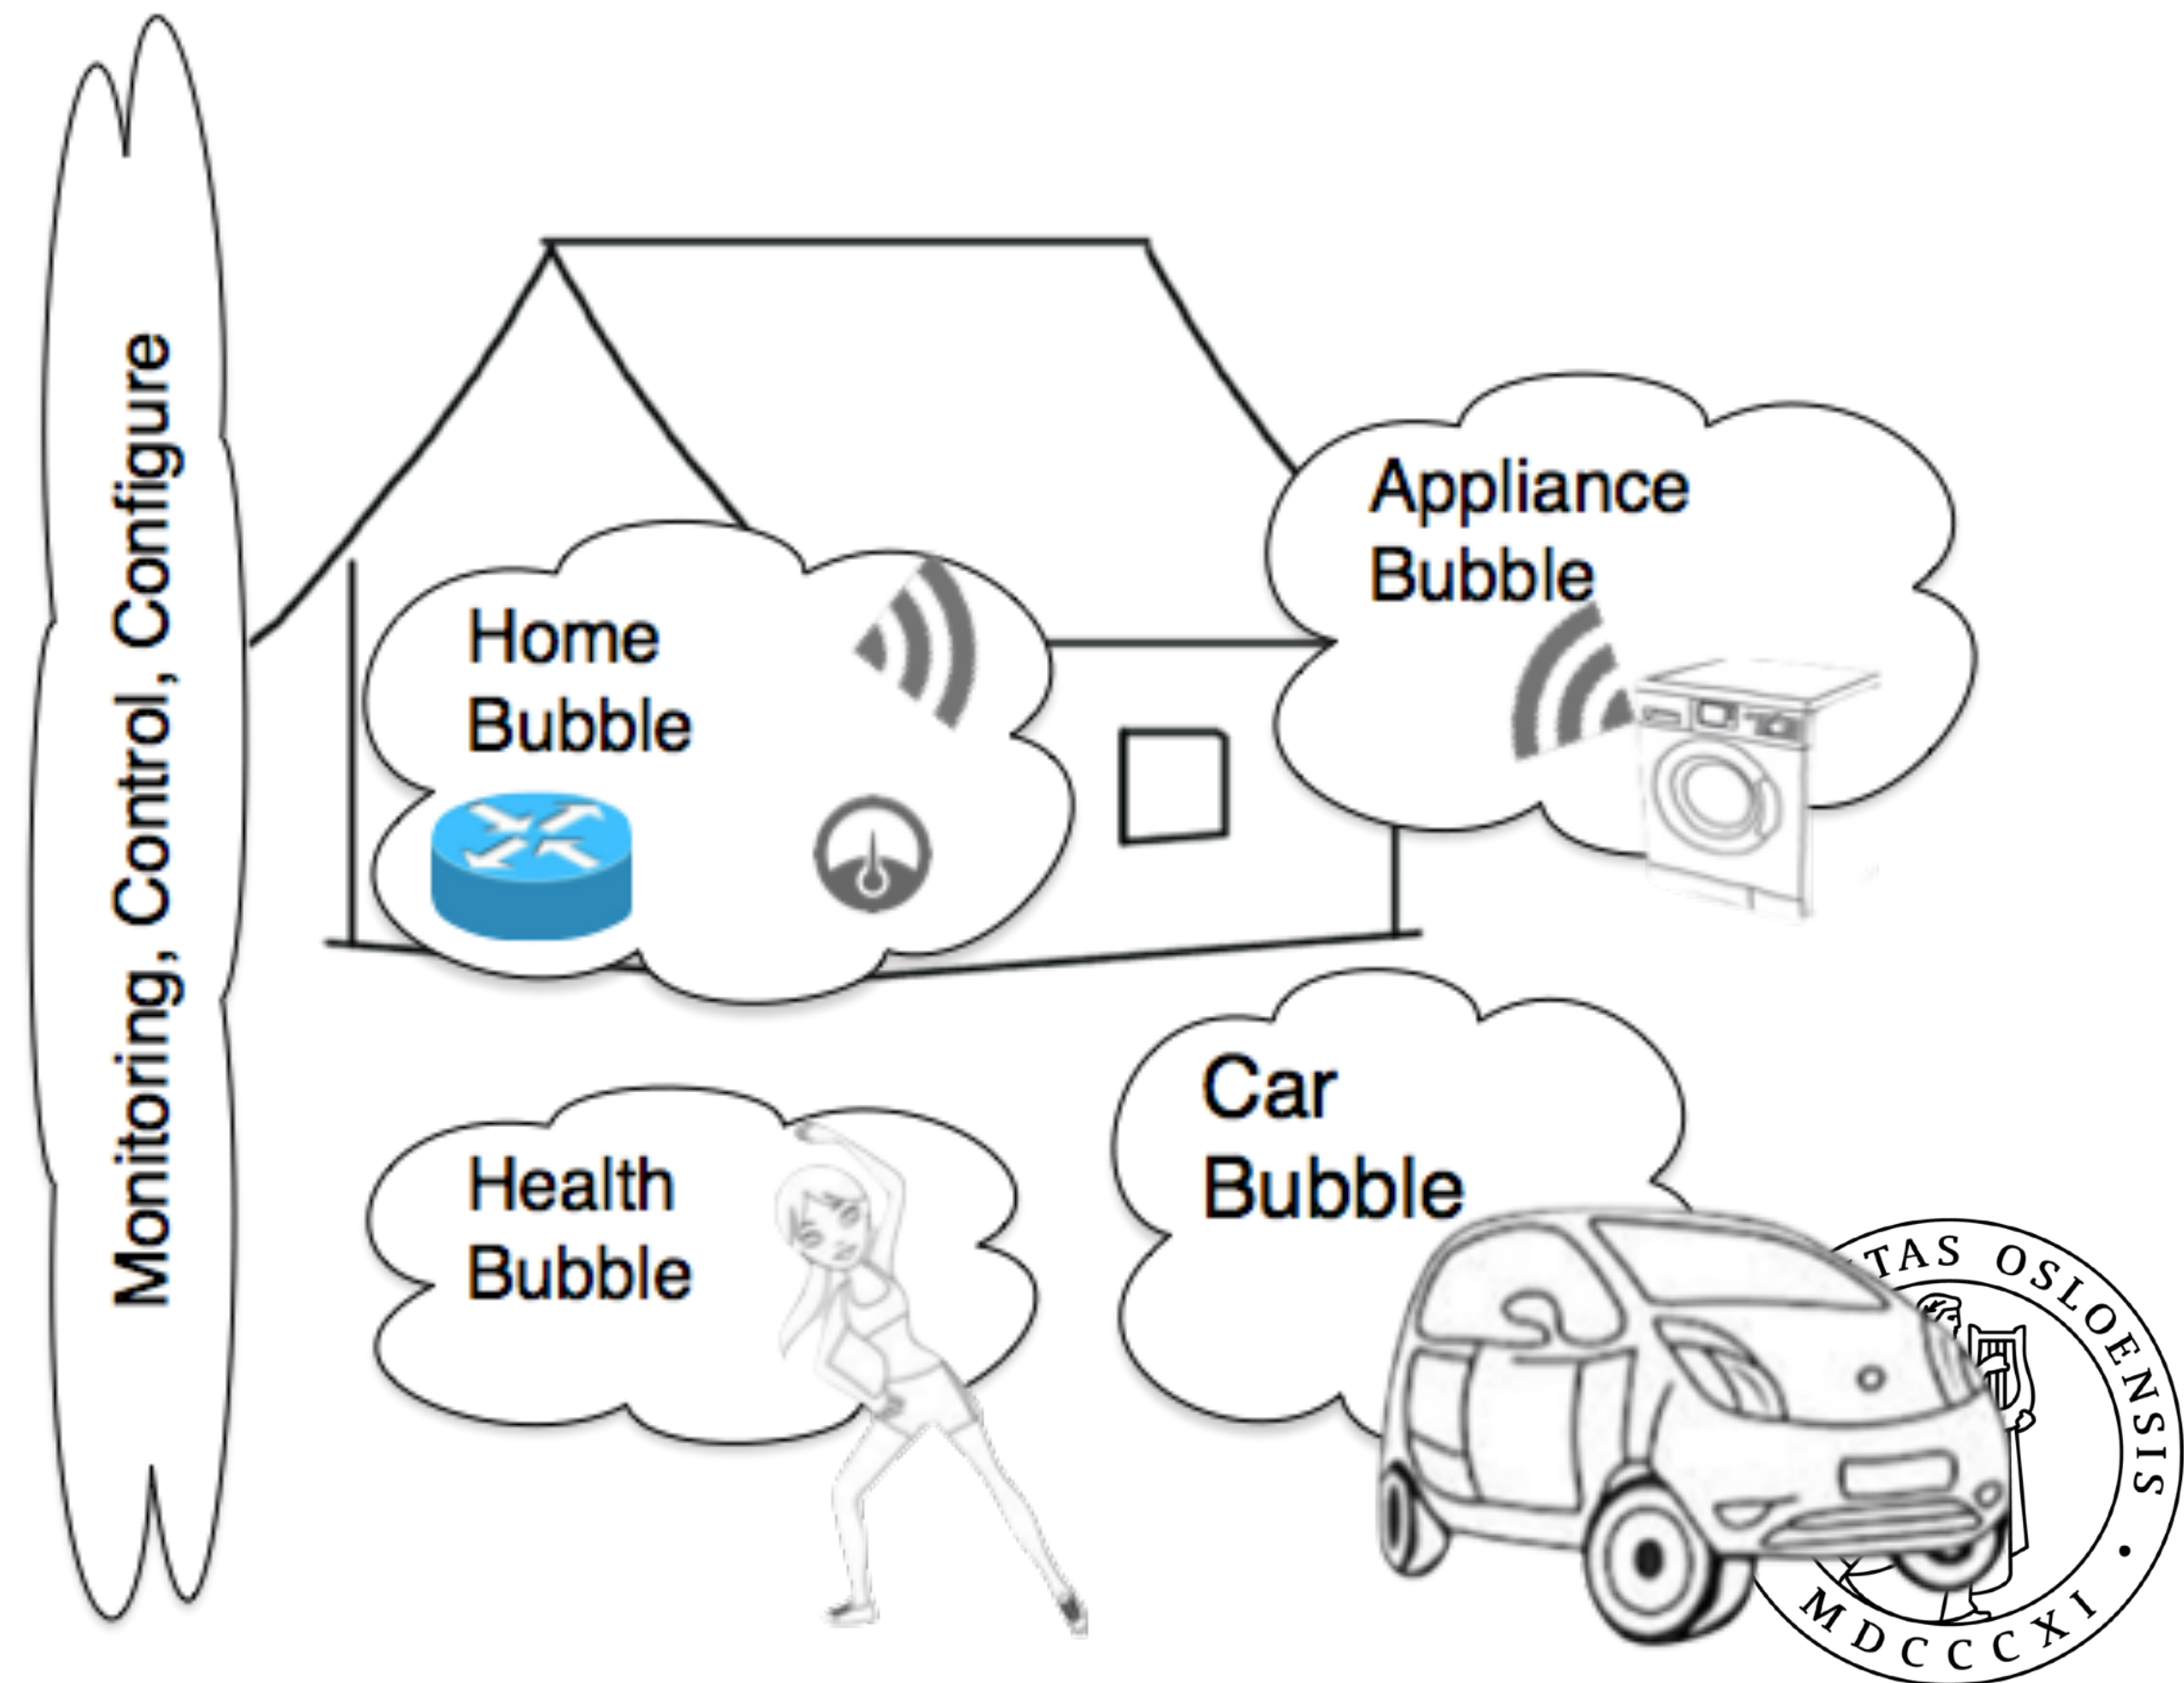 Monitoring, Control, Configure
Appliance
Bubble
Home
Bubble
Car
Bubble
Health
Bubble
TAS OSLOENSIS
MDCCCXI